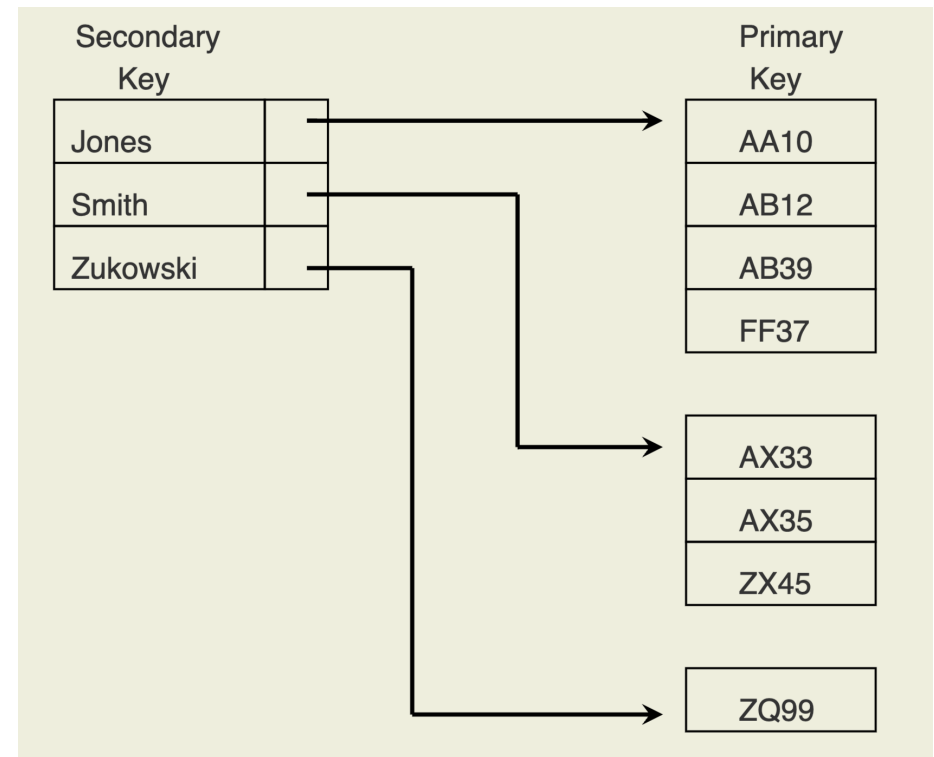 Secondary
Key
Jones
Smith
Zukowski
Primary
Key
AA10
AB12
AB39
FF37
AX33
AX35
ZX45
ZQ99